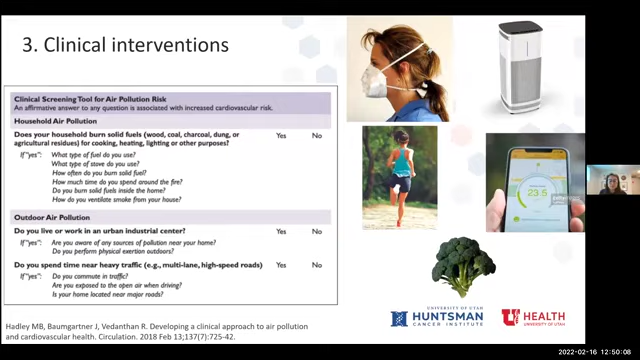 3. Clinical interventions
Clinical Screening Tool for Air Pollution Risk
An affirmative answer to any question is associated with increased cardiovascular risk.
Household Air Pollution
Does your household burn solid fuels (wood, coal, charcoal, dung, or Yes No
agricultural residues) for cooking, heating, lighting or other purposes?
If "yes": What type of fuel do you use?
What type of stove do you use?
How often do you burn solid fuel?
How much time do you spend around the fire?
Do you burn solid fuels inside the home?
How do you ventilate smoke from your house?
Outdoor Air Pollution
Do you live or work in an urban industrial center? Yes No
If "yes": Are you aware of any sources of pollution near your home?
Do you perform physical exertion outdoors?
Do you spend time near heavy traffic (e.g., multi-lane, high-speed roads) Yes No
If "yes": Do you commute in traffic?
Are you exposed to the open air when driving?
Is your home located near major roads?
23.5
Hadley MB, Baumgartner J, Vedanthan R. Developing a clinical approach to air pollution
and cardiovascular health. Circulation. 2018 Feb 13;137(7):725-42.
UNIVERSITY OF UTAH
HUNTSMAN
CANCER INSTITUTE
U HEALTH
UNIVERSITY OF UTAH
2022-02-16 12:50:08